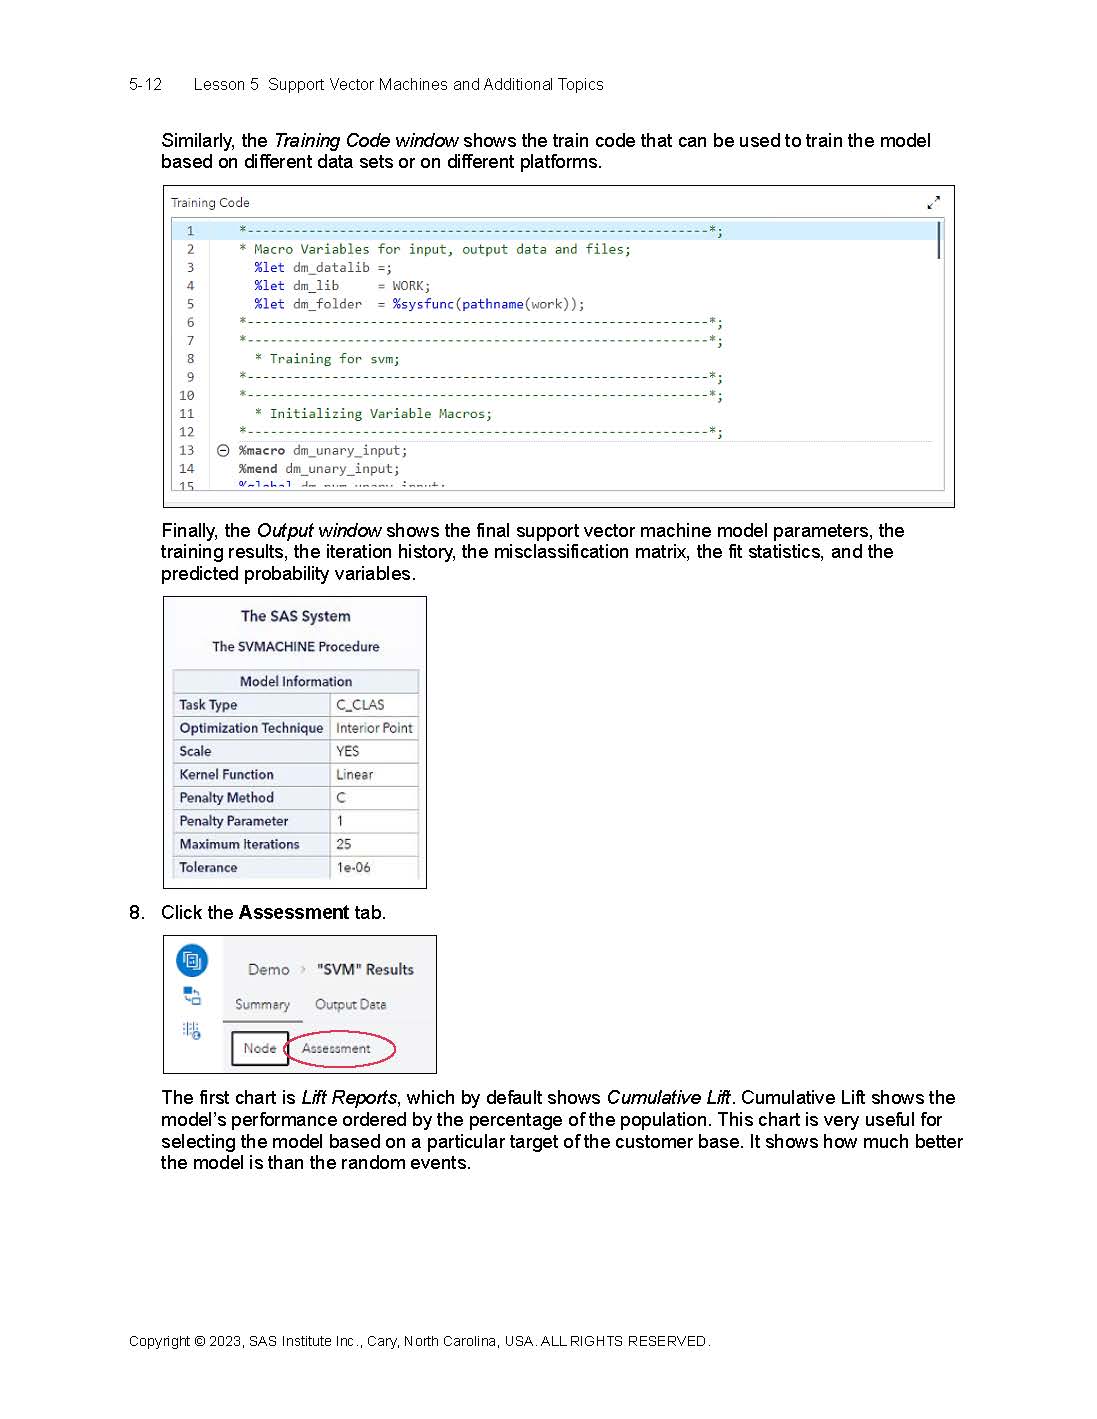 5-12 Lesson 5 Support Vector Machines and Additional Topics
Similarly, the Training Code window shows the train code that can be used to train the model
based on different data sets or on different platforms.
Training Code
1 *------------------------------------------------------------*;
2 * Macro Variables for input, output data and files;
3 %let dm_datalib =;
4 %let dm_lib = WORK;
5 %let dm_folder = %sysfunc(pathname(work));
6 *------------------------------------------------------------*;
7 *------------------------------------------------------------*;
8 * Training for svm;
9 *------------------------------------------------------------*;
10 *------------------------------------------------------------*;
11 * Initializing Variable Macros;
12 *------------------------------------------------------------*;
13 %macro dm_unary_input;
14 %mend dm_unary_input;
15 %global dm_num_unary_input;
Finally, the Output window shows the final support vector machine model parameters, the
training results, the iteration history, the misclassification matrix, the fit statistics, and the
predicted probability variables.
The SAS System
The SVMACHINE Procedure
Model Information
Task Type C_CLAS
Optimization Technique Interior Point
Scale YES
Kernel Function Linear
Penalty Method C
Penalty Parameter 1
Maximum Iterations 25
Tolerance 1e-06
8. Click the Assessment tab.
Demo > "SVM" Results
Summary Output Data
Node Assessment
The first chart is Lift Reports, which by default shows Cumulative Lift. Cumulative Lift shows the
model's performance ordered by the percentage of the population. This chart is very useful for
selecting the model based on a particular target of the customer base. It shows how much better
the model is than the random events.
Copyright © 2023, SAS Institute Inc., Cary, North Carolina, USA. ALL RIGHTS RESERVED.